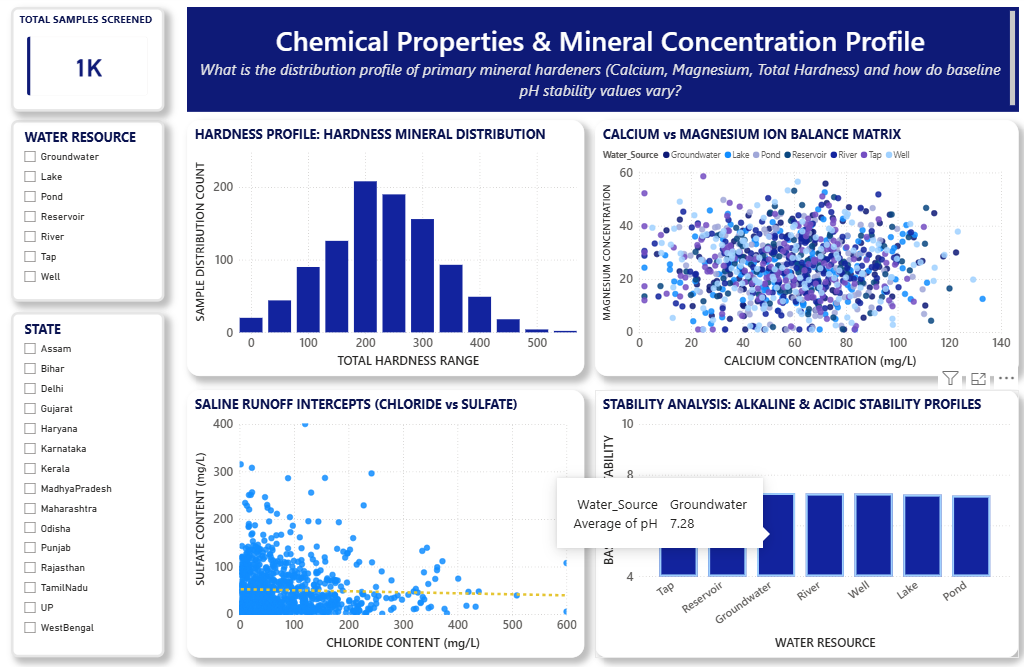 TOTAL SAMPLES SCREENED
1K
Chemical Properties & Mineral Concentration Profile
What is the distribution profile of primary mineral hardeners (Calcium, Magnesium, Total Hardness) and how do baseline
pH stability values vary?
WATER RESOURCE
Groundwater
Lake
Pond
Reservoir
River
Tap
Well
STATE
Assam
Bihar
Delhi
Gujarat
Haryana
Karnataka
Kerala
MadhyaPradesh
Maharashtra
Odisha
Punjab
Rajasthan
TamilNadu
UP
WestBengal
HARDNESS PROFILE: HARDNESS MINERAL DISTRIBUTION
SAMPLE DISTRIBUTION COUNT
200
100
0
0 100 200 300 400 500
TOTAL HARDNESS RANGE
CALCIUM vs MAGNESIUM ION BALANCE MATRIX
Water_Source Groundwater Lake Pond Reservoir River Tap Well
MAGNESIUM CONCENTRATION
60
40
20
0
0 20 40 60 80 100 120 140
CALCIUM CONCENTRATION (mg/L)
SALINE RUNOFF INTERCEPTS (CHLORIDE vs SULFATE)
SULFATE CONTENT (mg/L)
400
300
200
100
0
0 100 200 300 400 500 600
CHLORIDE CONTENT (mg/L)
STABILITY ANALYSIS: ALKALINE & ACIDIC STABILITY PROFILES
10
8
4
Water_Source Groundwater
Average of pH 7.28
Tap Reservoir Groundwater River Well Lake Pond
WATER RESOURCE